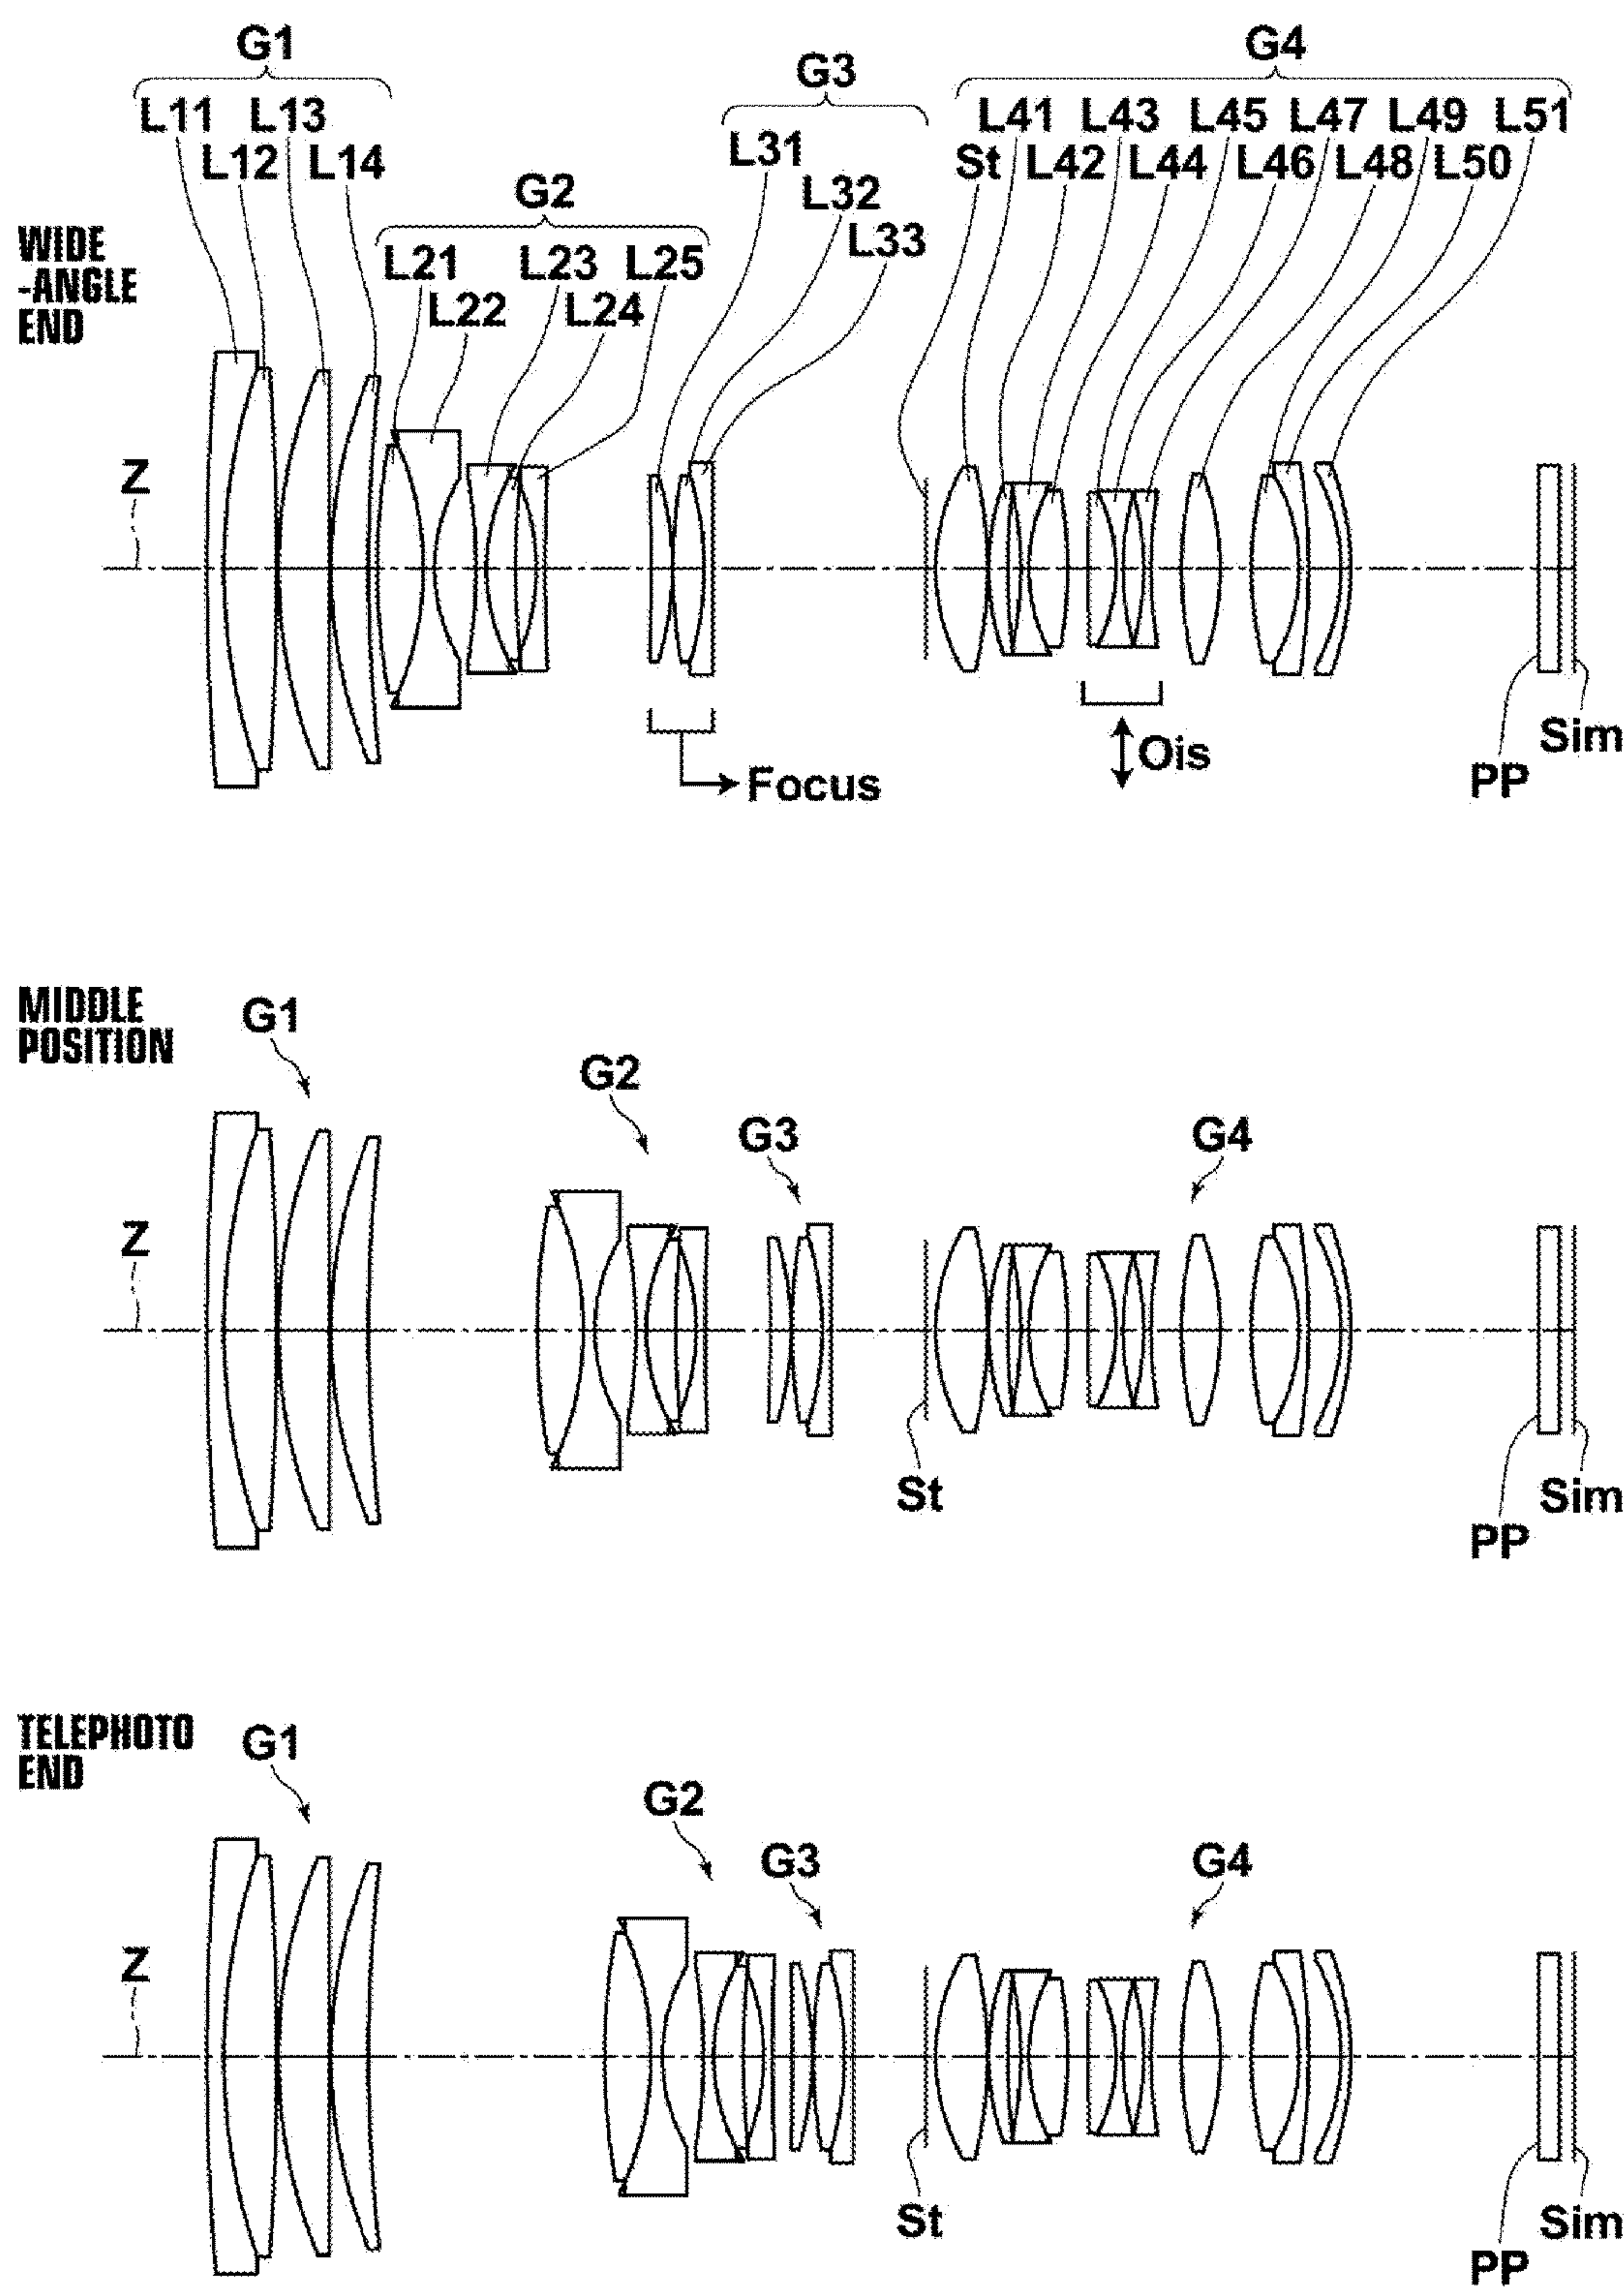 G1
G3
G4
L11 L13
L12 L14
L31
L32
L33
L41 L43 L45 L47 L49 L51
St L42 L44 L46 L48 L50
G2
L21 L23 L25
L22 L24
WIDE
-ANGLE
END
Z
Focus
Ois
Sim
PP
MIDDLE
POSITION
G1
G2
G3
G4
Z
St
Sim
PP
TELEPHOTO
END
G1
G2
G3
G4
Z
St
Sim
PP